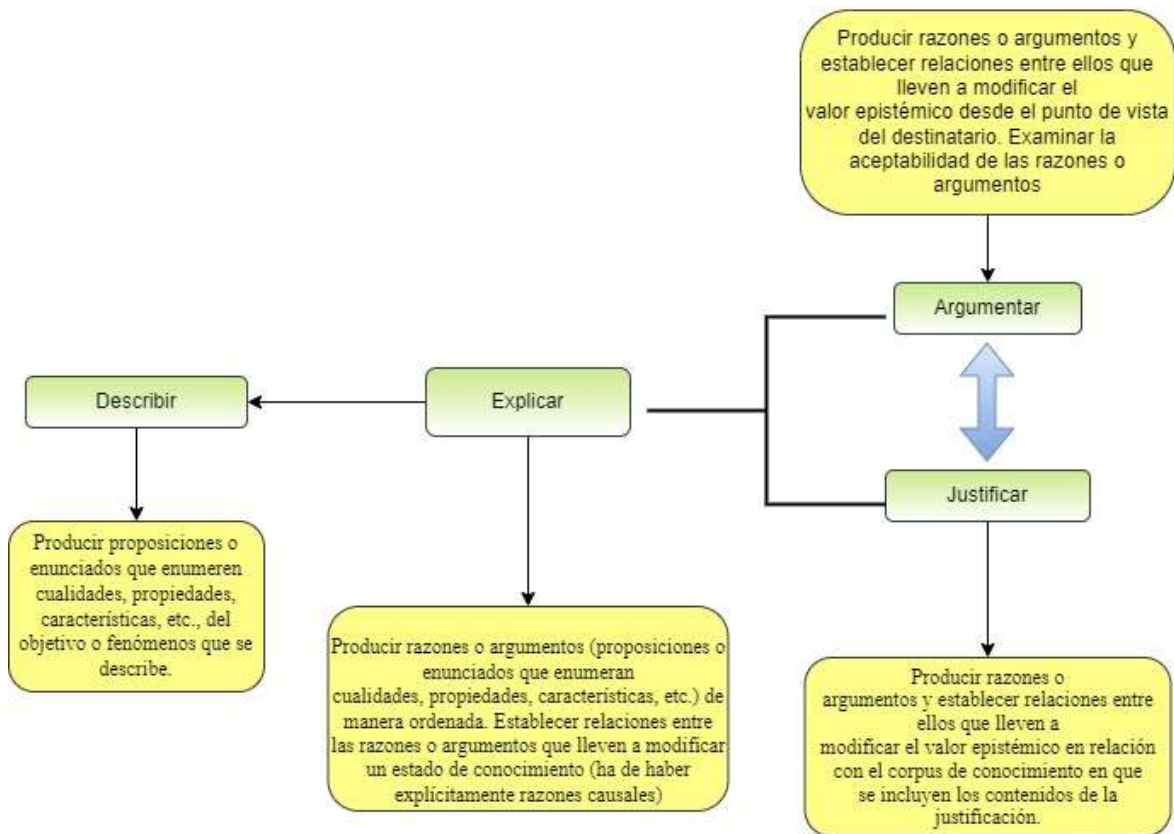 Producir razones o argumentos y
establecer relaciones entre ellos que
lleven a modificar el
valor epistémico desde el punto de vista
del destinatario. Examinar la
aceptabilidad de las razones o
argumentos
Argumentar
Describir
Explicar
Justificar
Producir proposiciones o
enunciados que enumeren
cualidades, propiedades,
características, etc., del
objetivo o fenómenos que se
describe.
Producir razones o argumentos (proposiciones o
enunciados que enumeran
cualidades, propiedades, características, etc.) de
manera ordenada. Establecer relaciones entre
las razones o argumentos que lleven a modificar
un estado de conocimiento (ha de haber
explícitamente razones causales)
Producir razones o
argumentos y establecer relaciones entre
ellos que lleven a
modificar el valor epistémico en relación
con el corpus de conocimiento en que
se incluyen los contenidos de la
justificación.